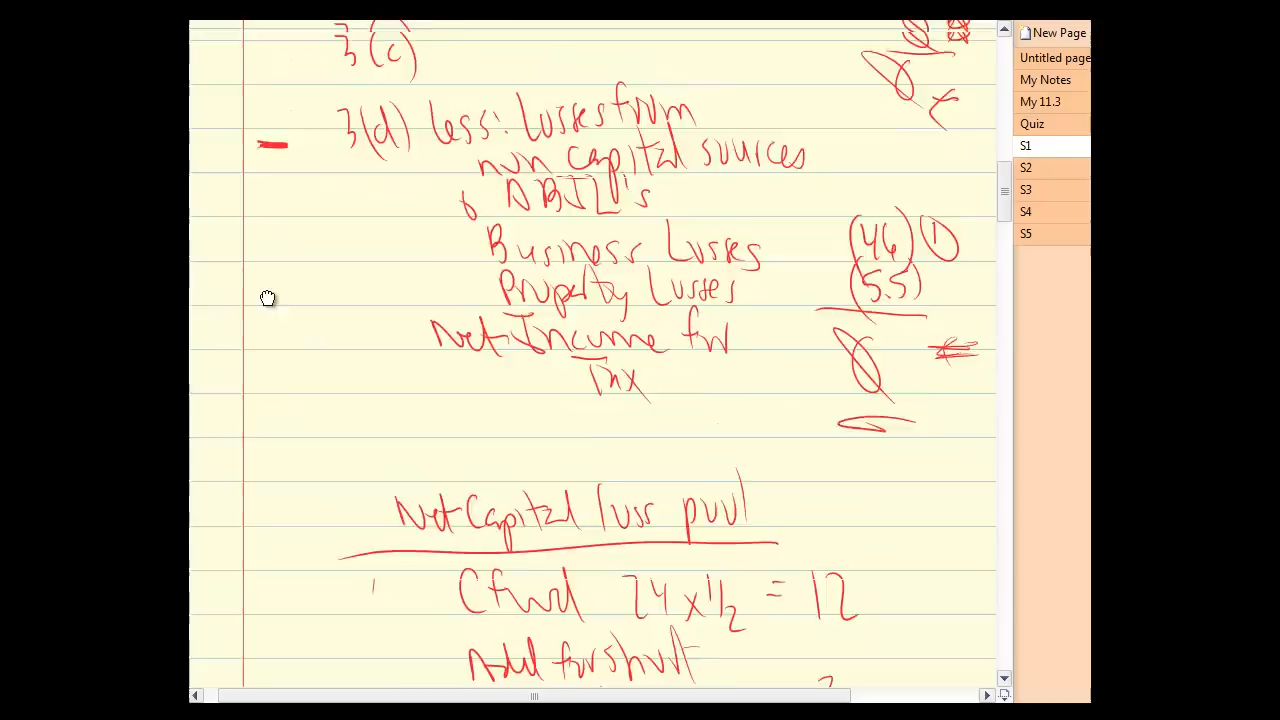 3(c)
3(d) less: Losses from
non capital sources
& ABIL's
Business Losses (46) 1
Property Losses (5.5)
Net Income for
Tax
Net Capital loss pool
Cfwd 24 x 1/2 = 12
Add for short
New Page
Untitled page
My Notes
My 11.3
Quiz
S1
S2
S3
S4
S5